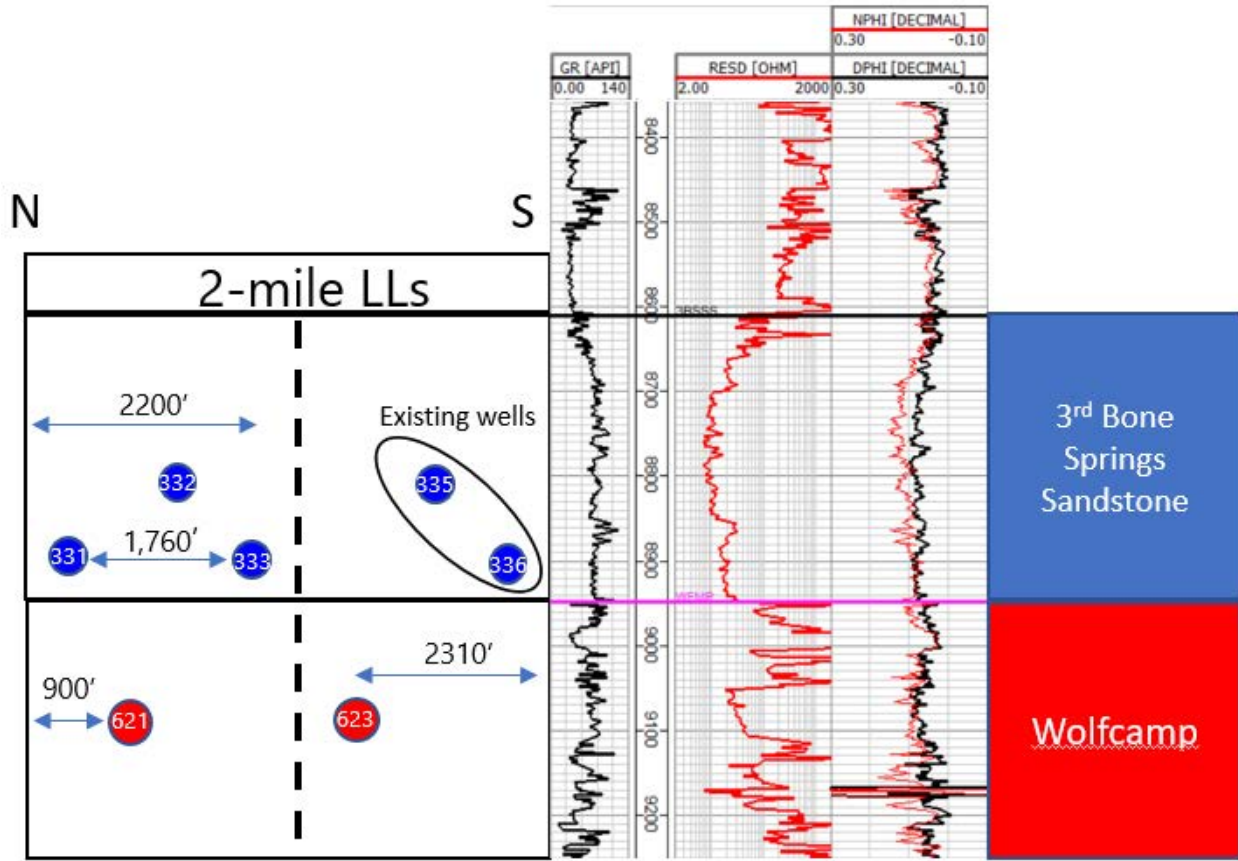 NPHI [DECIMAL]
0.30 -0.10
GR [API] RESD [OHM] DPHI [DECIMAL]
0.00 140 2.00 2000 0.30 -0.10
N S
2-mile LLs
8400
8500
8600
3BSSS
2200’
Existing wells
332
335
331
1,760’
333
336
8700
8800
8900
3rd Bone
Springs
Sandstone
WFMP
900’
2310’
621
623
9000
9100
9200
Wolfcamp